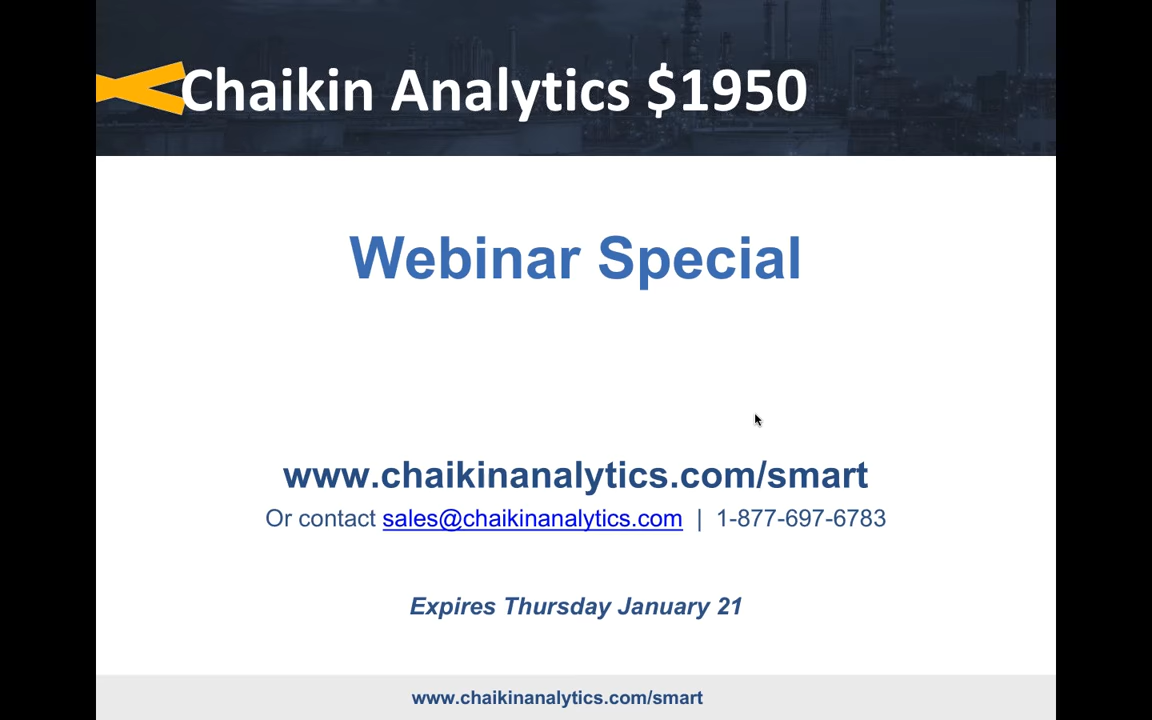 Chaikin Analytics $1950
Webinar Special
www.chaikinanalytics.com/smart
Or contact sales@chaikinanalytics.com | 1-877-697-6783
Expires Thursday January 21
www.chaikinanalytics.com/smart